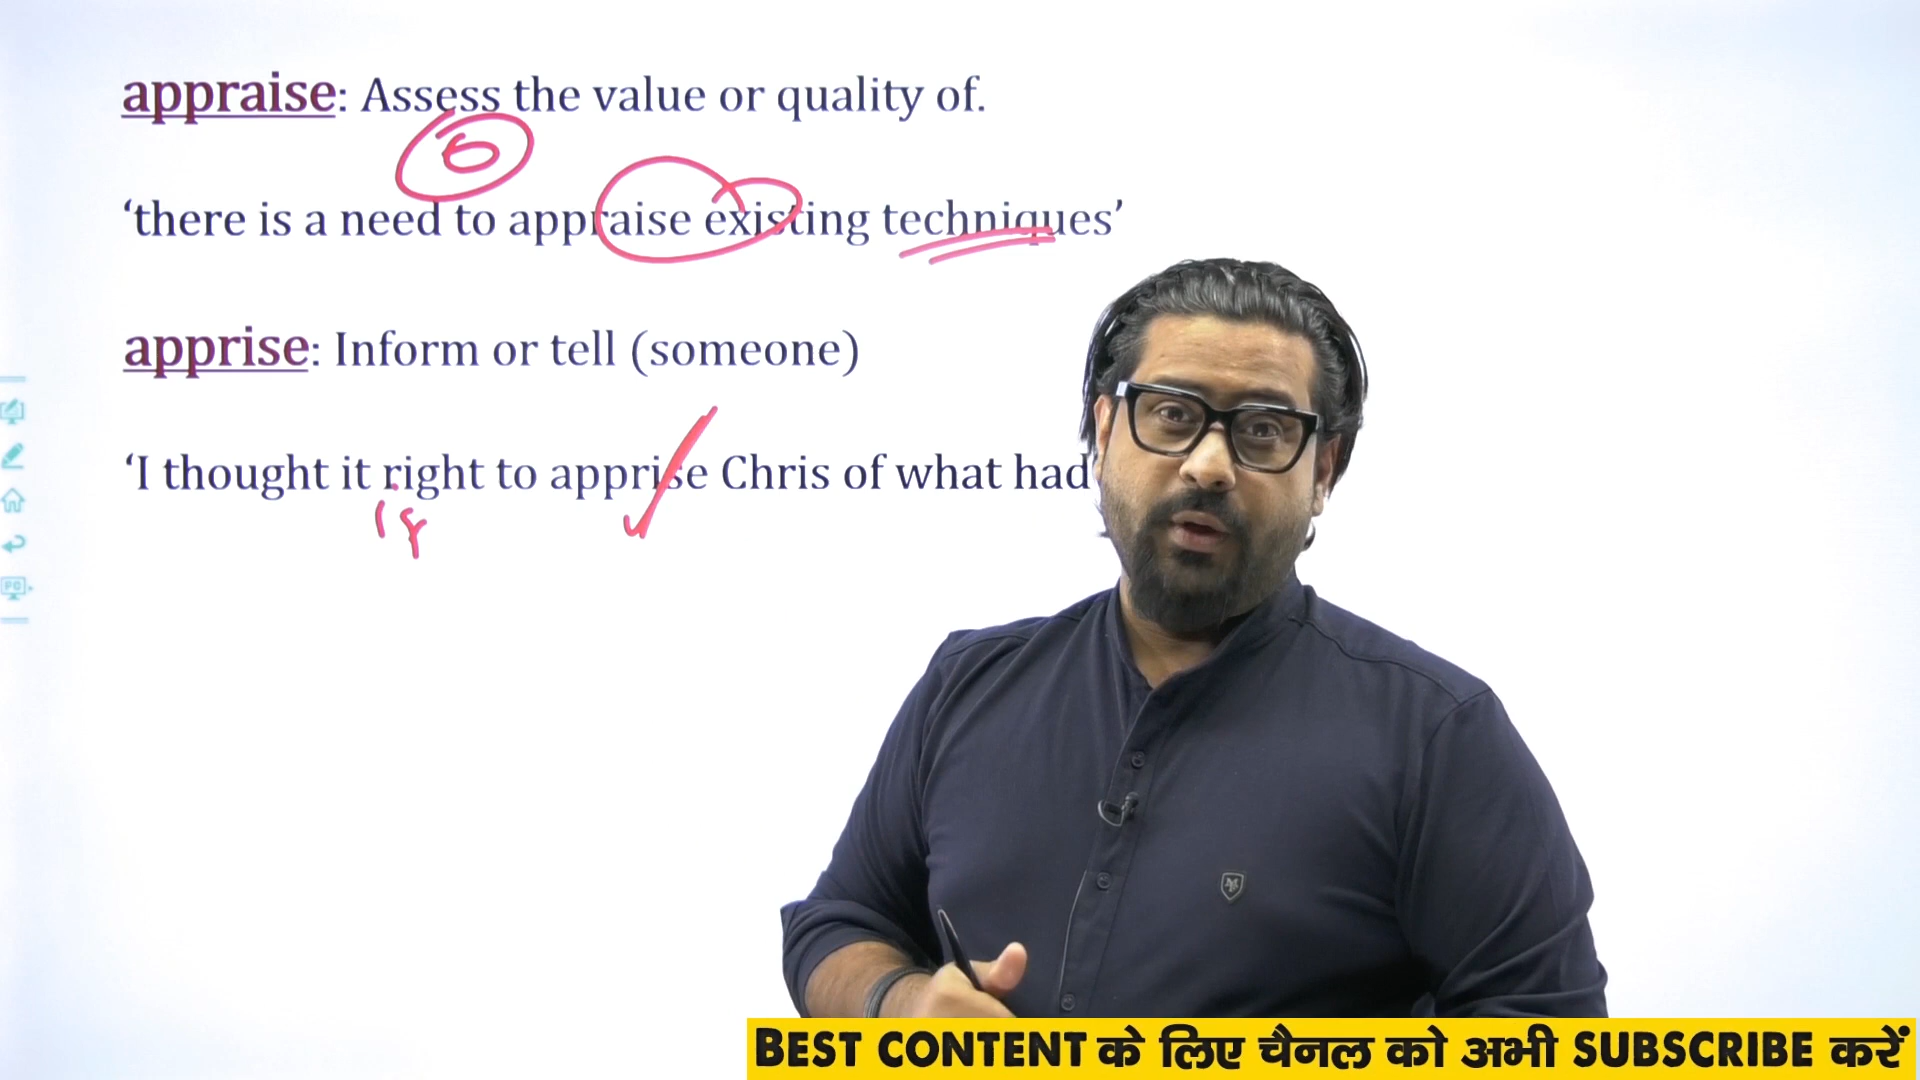 appraise: Assess the value or quality of.
‘there is a need to appraise existing techniques’
apprise: Inform or tell (someone)
‘I thought it right to apprise Chris of what had
BEST CONTENT के लिए चैनल को अभी SUBSCRIBE करें